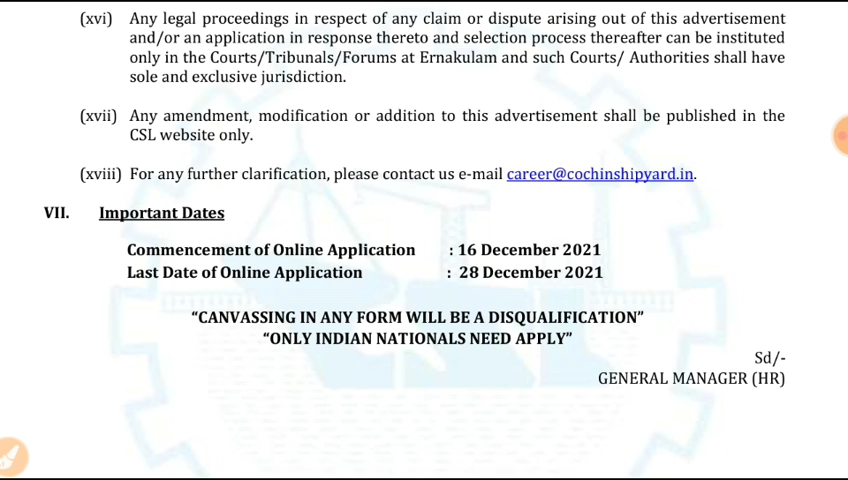 (xvi) Any legal proceedings in respect of any claim or dispute arising out of this advertisement
and/or an application in response thereto and selection process thereafter can be instituted
only in the Courts/Tribunals/Forums at Ernakulam and such Courts/ Authorities shall have
sole and exclusive jurisdiction.
(xvii) Any amendment, modification or addition to this advertisement shall be published in the
CSL website only.
(xviii) For any further clarification, please contact us e-mail career@cochinshipyard.in.
VII. Important Dates
Commencement of Online Application : 16 December 2021
Last Date of Online Application : 28 December 2021
“CANVASSING IN ANY FORM WILL BE A DISQUALIFICATION”
“ONLY INDIAN NATIONALS NEED APPLY”
Sd/-
GENERAL MANAGER (HR)